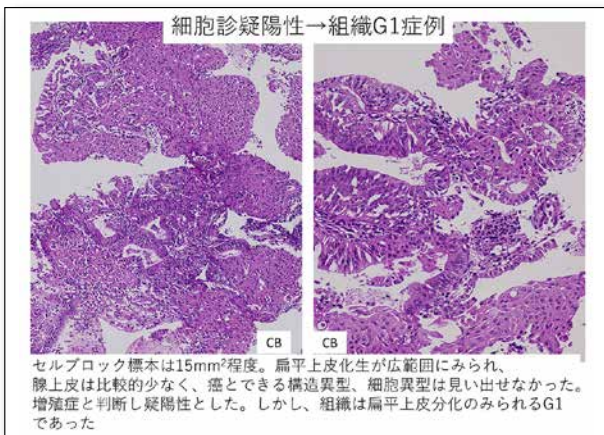 細胞診疑陽性→組織G1症例
CB
CB
セルブロック標本は15mm²程度。扁平上皮化生が広範囲にみられ、
腺上皮は比較的少なく、癌とできる構造異型、細胞異型は見い出せなかった。
増殖症と判断し疑陽性とした。しかし、組織は扁平上皮分化のみられるG1
であった